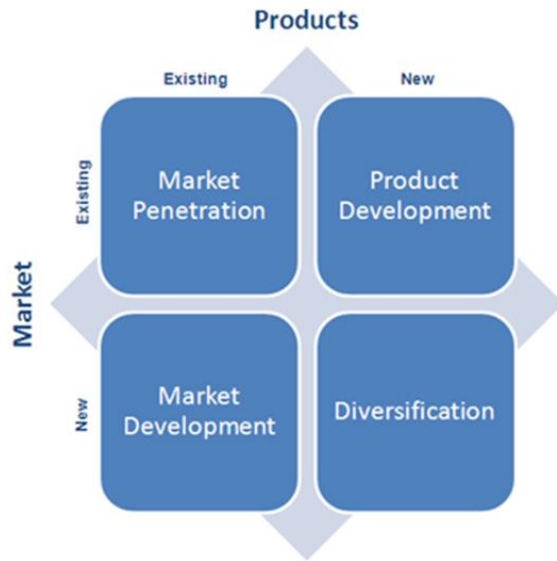 Products
Existing
New
Market
Existing
New
Market
Penetration
Product
Development
Market
Development
Diversification